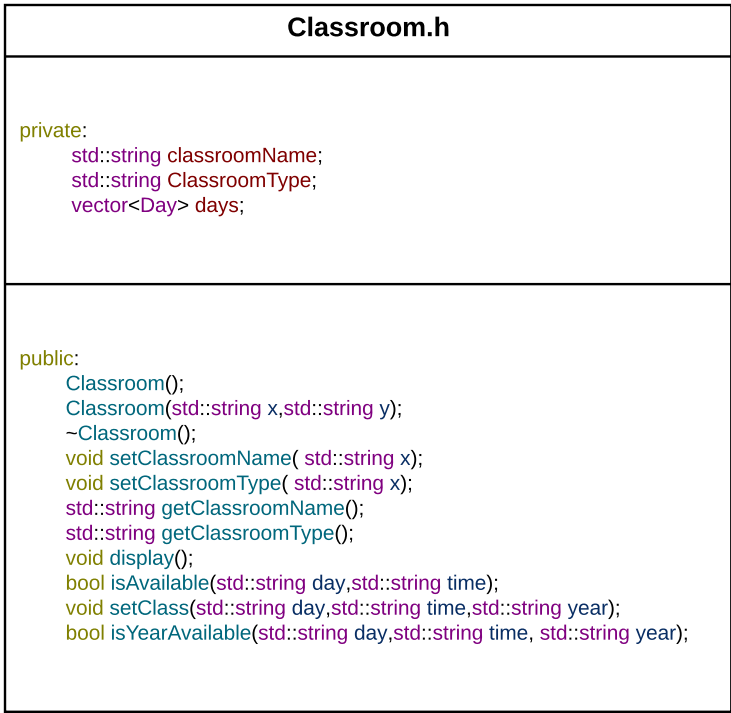 Classroom.h
private:
std::string classroomName;
std::string ClassroomType;
vector<Day> days;
public:
Classroom();
Classroom(std::string x,std::string y);
~Classroom();
void setClassroomName( std::string x);
void setClassroomType( std::string x);
std::string getClassroomName();
std::string getClassroomType();
void display();
bool isAvailable(std::string day,std::string time);
void setClass(std::string day,std::string time,std::string year);
bool isYearAvailable(std::string day,std::string time, std::string year);